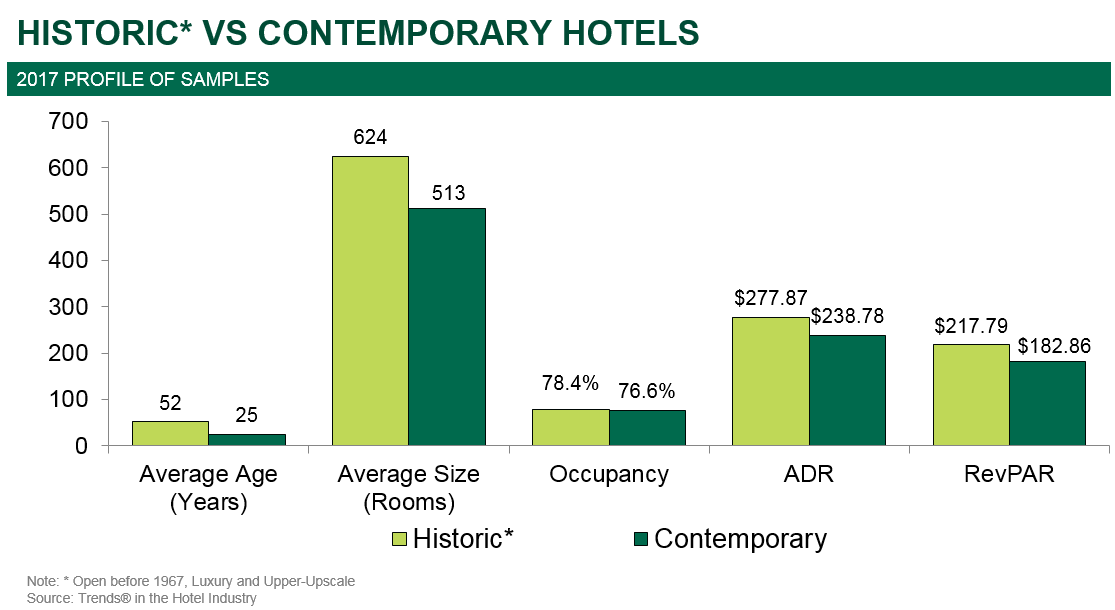 HISTORIC* VS CONTEMPORARY HOTELS
2017 PROFILE OF SAMPLES
700
600
500
400
300
200
100
0
52
25
624
513
78.4%
76.6%
$277.87
$238.78
$217.79
$182.86
Average Age
(Years)
Average Size
(Rooms)
Occupancy
ADR
RevPAR
Historic*
Contemporary
Note: * Open before 1967, Luxury and Upper-Upscale
Source: Trends® in the Hotel Industry